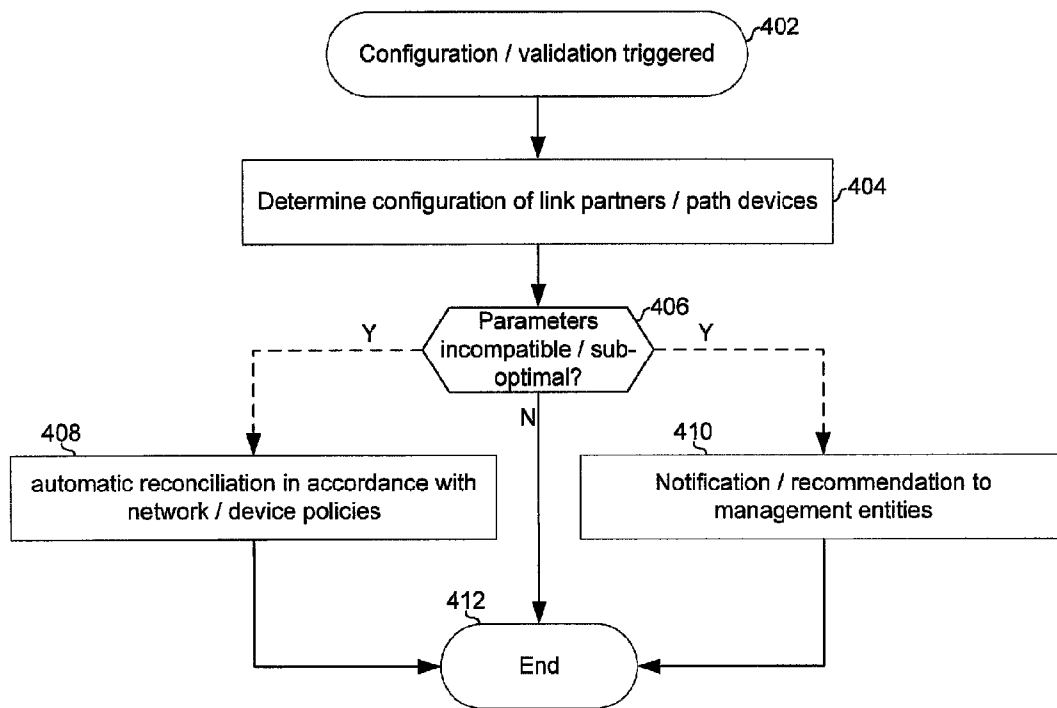 402
Configuration / validation triggered
404
Determine configuration of link partners / path devices
406
Parameters
incompatible / sub-
optimal?
Y
Y
N
408
automatic reconciliation in accordance with
network / device policies
410
Notification / recommendation to
management entities
412
End